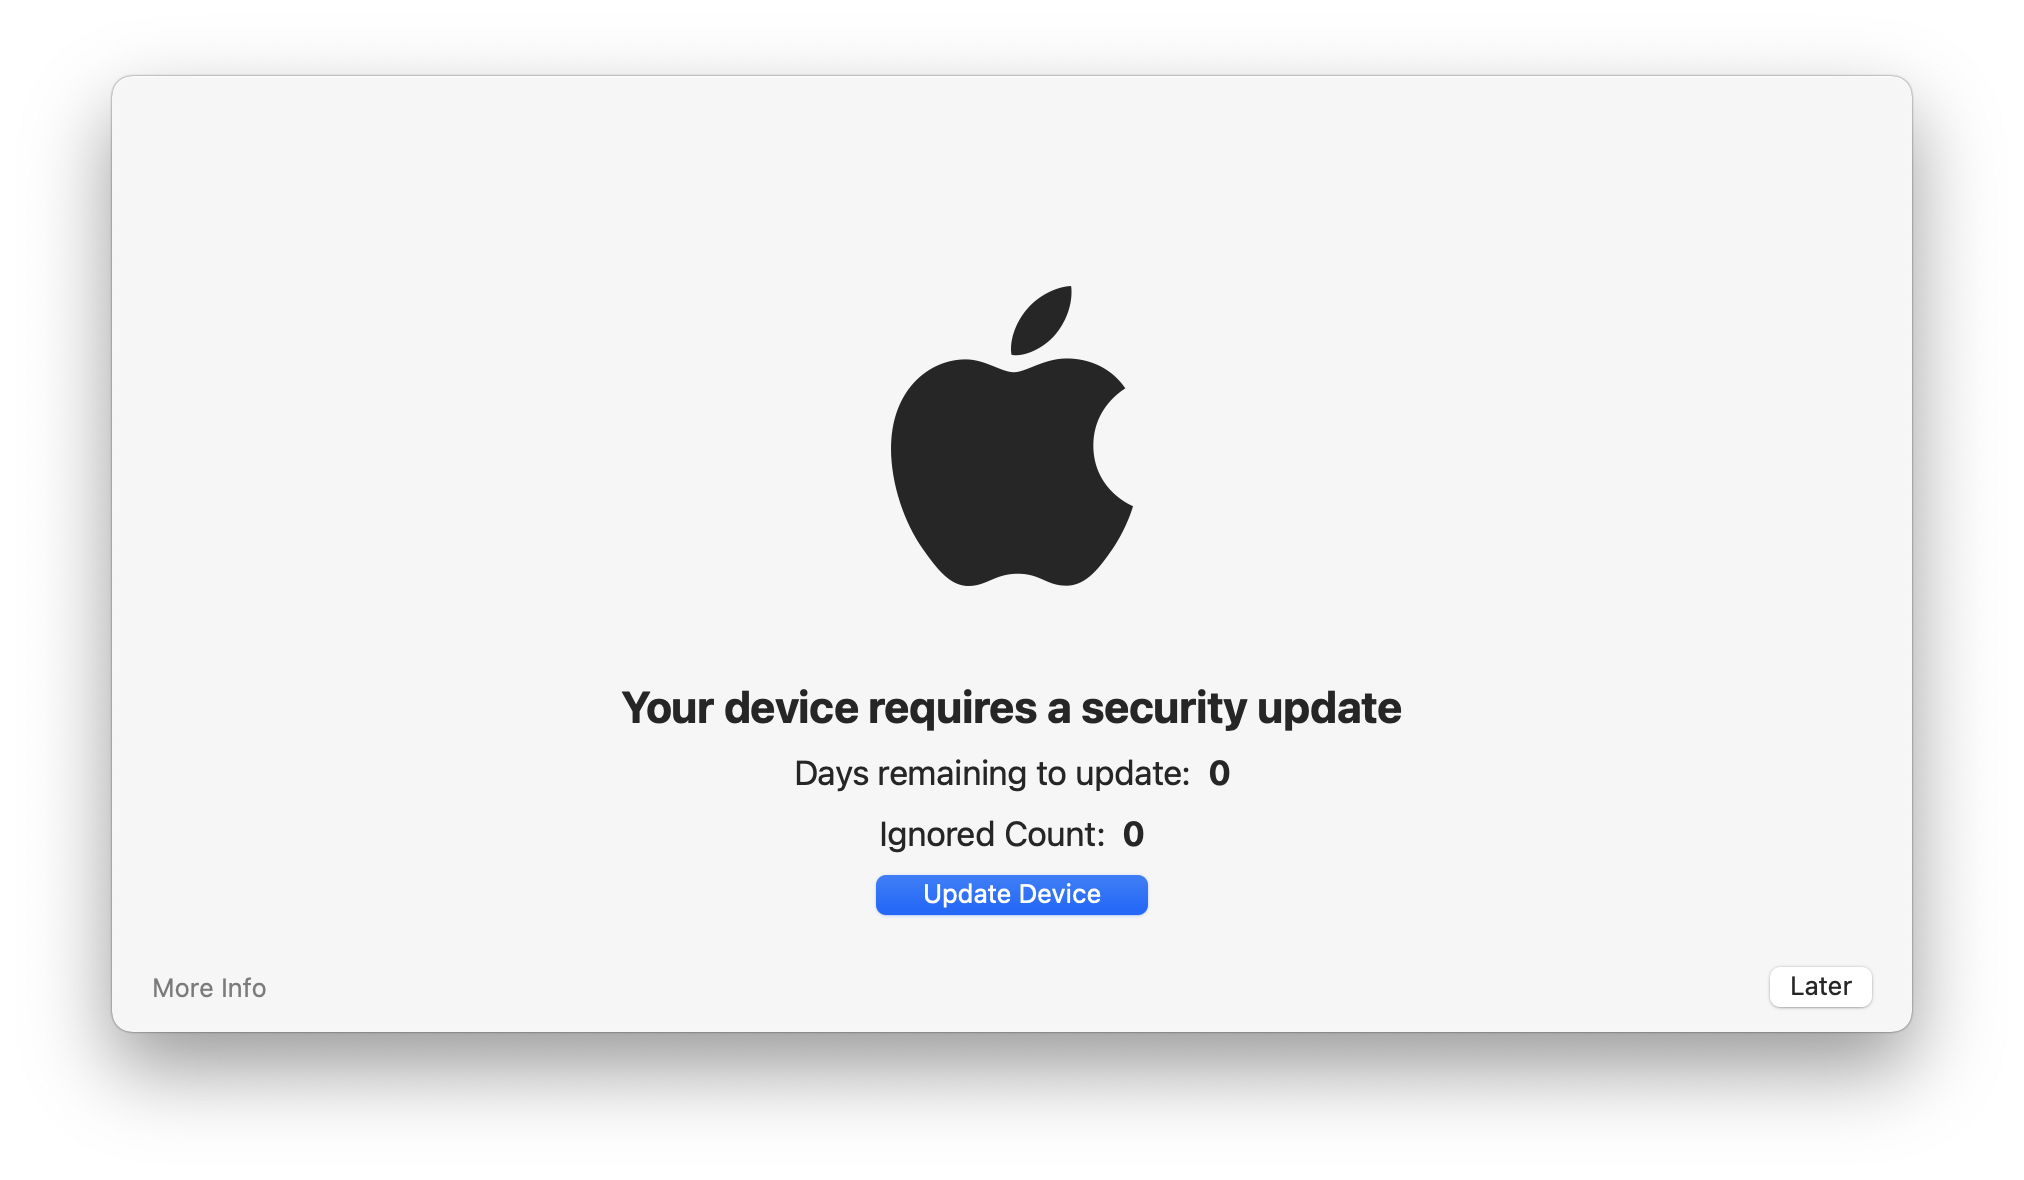 Your device requires a security update
Days remaining to update: 0
Ignored Count: 0
Update Device
More Info
Later